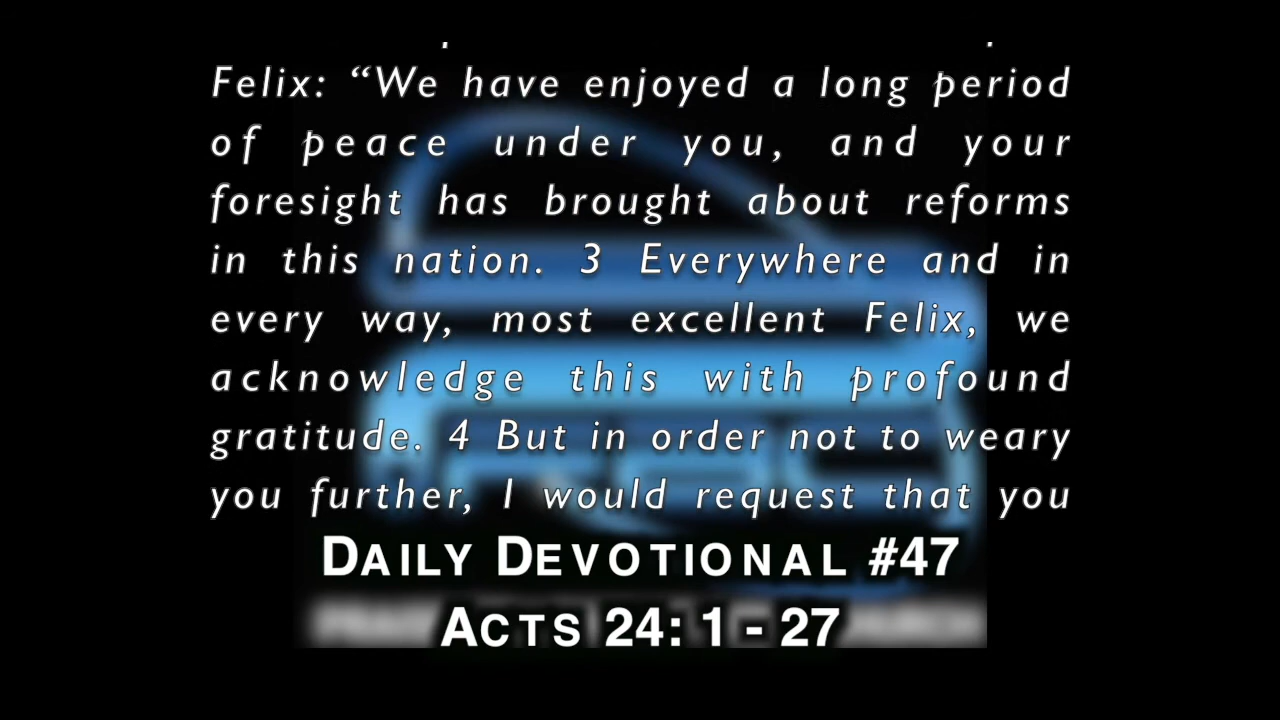 Felix: “We have enjoyed a long period
of peace under you, and your
foresight has brought about reforms
in this nation. 3 Everywhere and in
every way, most excellent Felix, we
acknowledge this with profound
gratitude. 4 But in order not to weary
you further, I would request that you
DAILY DEVOTIONAL #47
ACTS 24: 1 - 27